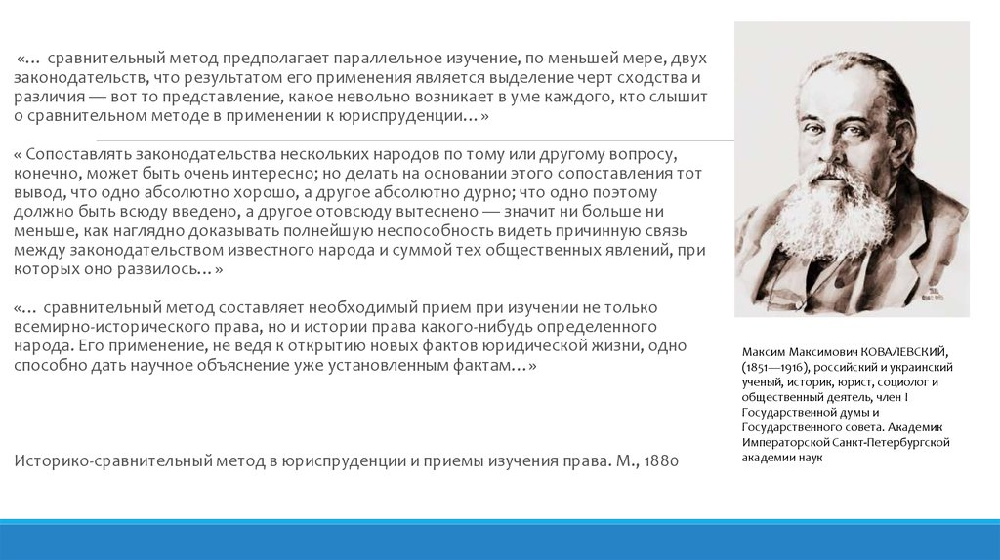 «… сравнительный метод предполагает параллельное изучение, по меньшей мере, двух
законодательств, что результатом его применения является выделение черт сходства и
различия — вот то представление, какое невольно возникает в уме каждого, кто слышит
о сравнительном методе в применении к юриспруденции…»
« Сопоставлять законодательства нескольких народов по тому или другому вопросу,
конечно, может быть очень интересно; но делать на основании этого сопоставления тот
вывод, что одно абсолютно хорошо, а другое абсолютно дурно; что одно поэтому
должно быть всюду введено, а другое отовсюду вытеснено — значит ни больше ни
меньше, как наглядно доказывать полнейшую неспособность видеть причинную связь
между законодательством известного народа и суммой тех общественных явлений, при
которых оно развилось…»
«… сравнительный метод составляет необходимый прием при изучении не только
всемирно-исторического права, но и истории права какого-нибудь определенного
народа. Его применение, не ведя к открытию новых фактов юридической жизни, одно
способно дать научное объяснение уже установленным фактам…»
Историко-сравнительный метод в юриспруденции и приемы изучения права. М., 1880
Максим Максимович КОВАЛЕВСКИЙ,
(1851—1916), российский и украинский
ученый, историк, юрист, социолог и
общественный деятель, член I
Государственной думы и
Государственного совета. Академик
Императорской Санкт-Петербургской
академии наук